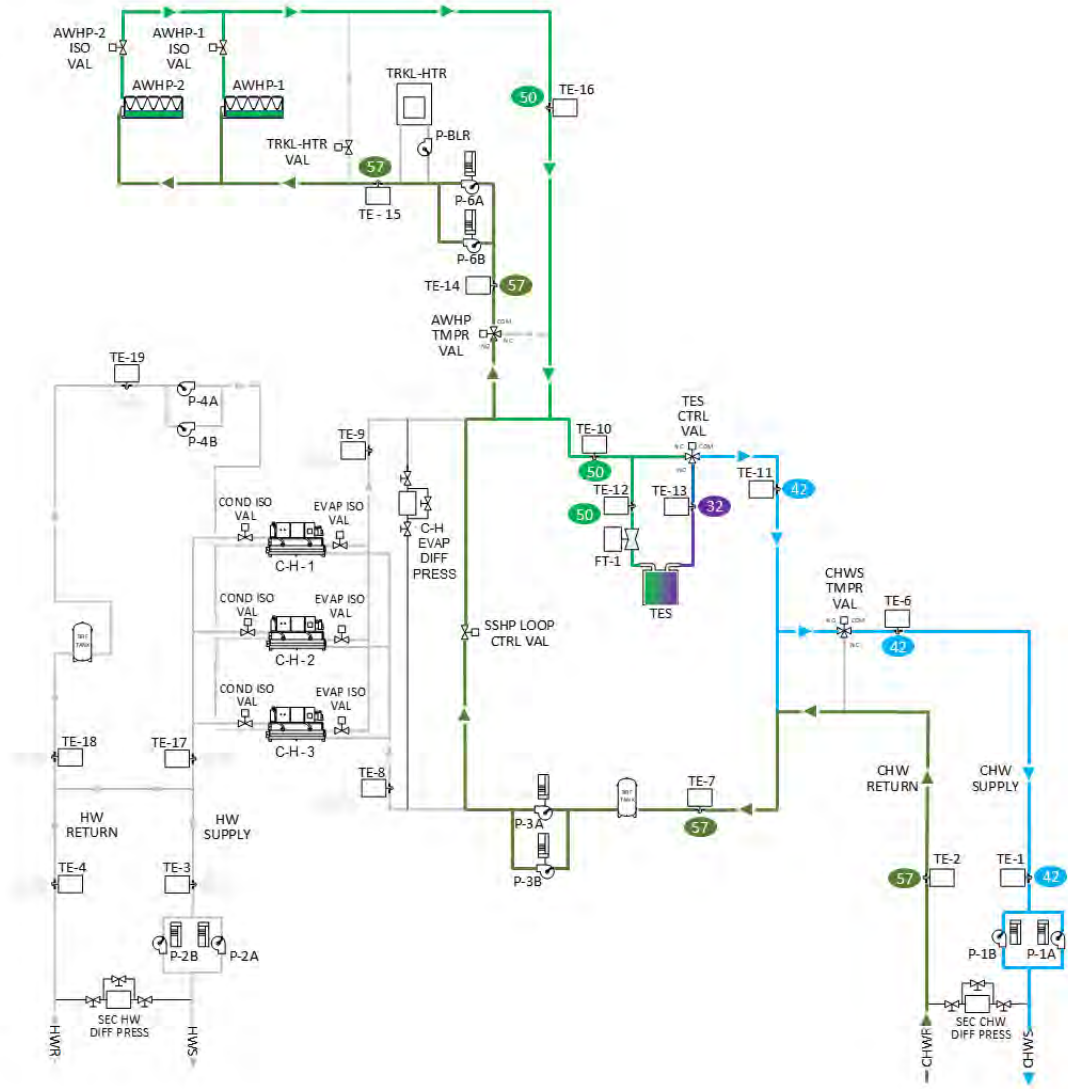 AWHP-2
ISO
VAL
AWHP-1
ISO
VAL
AWHP-2
AWHP-1
TRKL-HTR
P-BLR
50
TE-16
TRKL-HTR
VAL
57
TE - 15
P-6A
P-6B
TE-14
57
AWHP
TMPR
VAL
COM
NC
TE-19
P-4A
P-4B
TE-9
TE-10
50
TES
CTRL
VAL
N.C
COM
NO
TE-11
42
TE-12
50
TE-13
32
FT-1
TES
COND ISO
VAL
EVAP ISO
VAL
C-H-1
C-H
EVAP
DIFF
PRESS
COND ISO
VAL
EVAP ISO
VAL
C-H-2
SSHP LOOP
CTRL VAL
CHWS
TMPR
VAL
N.O
COM
NC
TE-6
42
COND ISO
VAL
EVAP ISO
VAL
C-H-3
TE-18
TE-17
TE-8
TE-7
57
P-3A
P-3B
HW
RETURN
HW
SUPPLY
CHW
RETURN
CHW
SUPPLY
TE-4
TE-3
57
TE-2
TE-1
42
P-2B
P-2A
P-1B
P-1A
SEC HW
DIFF PRESS
SEC CHW
DIFF PRESS
HWR
HWS
CHWR
CHWS